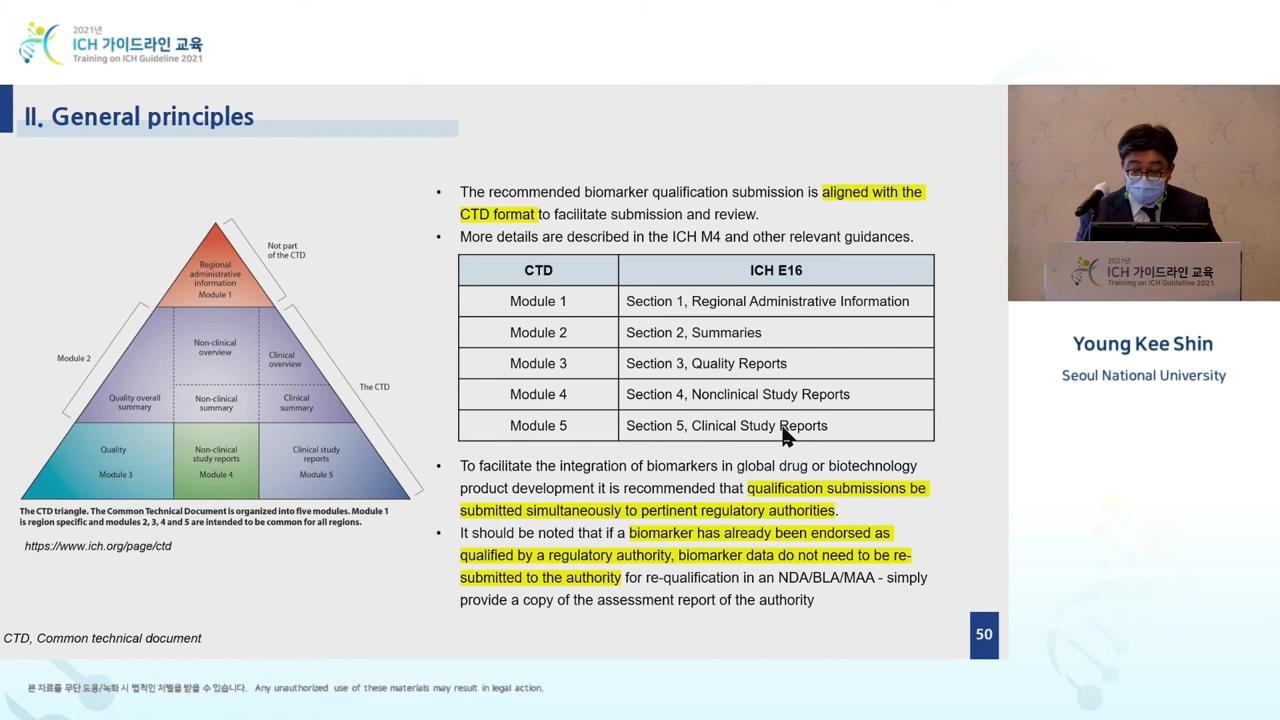 2021년
ICH 가이드라인 교육
Training on ICH Guideline 2021
II. General principles
Not part
of the CTD
Regional
administrative
information
Module 1
Module 2
Non-clinical
overview
Clinical
overview
The CTD
Quality overall
summary
Non-clinical
summary
Clinical
summary
Quality
Module 3
Non-clinical
study reports
Module 4
Clinical study
reports
Module 5
The CTD triangle. The Common Technical Document is organized into five modules. Module 1
is region specific and modules 2, 3, 4 and 5 are intended to be common for all regions.
https://www.ich.org/page/ctd
CTD, Common technical document
• The recommended biomarker qualification submission is aligned with the
CTD format to facilitate submission and review.
• More details are described in the ICH M4 and other relevant guidances.
CTD ICH E16
Module 1 Section 1, Regional Administrative Information
Module 2 Section 2, Summaries
Module 3 Section 3, Quality Reports
Module 4 Section 4, Nonclinical Study Reports
Module 5 Section 5, Clinical Study Reports
• To facilitate the integration of biomarkers in global drug or biotechnology
product development it is recommended that qualification submissions be
submitted simultaneously to pertinent regulatory authorities.
• It should be noted that if a biomarker has already been endorsed as
qualified by a regulatory authority, biomarker data do not need to be re-
submitted to the authority for re-qualification in an NDA/BLA/MAA - simply
provide a copy of the assessment report of the authority
50
2021년
ICH 가이드라인 교육
Training on ICH Guideline 2021
Young Kee Shin
Seoul National University
본 자료를 무단 도용/녹화 시 법적인 처벌을 받을 수 있습니다. Any unauthorized use of these materials may result in legal action.